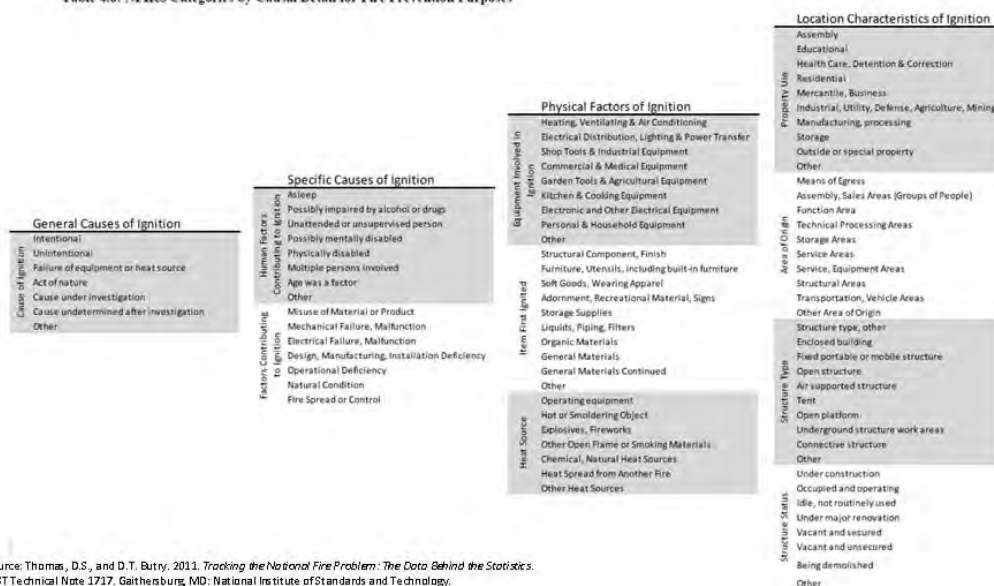 General Causes of Ignition
Cause of Ignition
Intentional
Unintentional
Failure of equipment or heat source
Act of nature
Cause under investigation
Cause undetermined after investigation
Other
Specific Causes of Ignition
Human Factors
Contributing to Ignition
Asleep
Possibly impaired by alcohol or drugs
Unattended or unsupervised person
Possibly mentally disabled
Physically disabled
Multiple persons involved
Age was a factor
Other
Factors Contributing
to Ignition
Misuse of Material or Product
Mechanical Failure, Malfunction
Electrical Failure, Malfunction
Design, Manufacturing, Installation Deficiency
Operational Deficiency
Natural Condition
Fire Spread or Control
Physical Factors of Ignition
Equipment Involved in
Ignition
Heating, Ventilating & Air Conditioning
Electrical Distribution, Lighting & Power Transfer
Shop Tools & Industrial Equipment
Commercial & Medical Equipment
Garden Tools & Agricultural Equipment
Kitchen & Cooking Equipment
Electronic and Other Electrical Equipment
Personal & Household Equipment
Other
Item First Ignited
Structural Component, Finish
Furniture, Utensils, including built-in furniture
Soft Goods, Wearing Apparel
Adornment, Recreational Material, Signs
Storage Supplies
Liquids, Piping, Filters
Organic Materials
General Materials
General Materials Continued
Other
Heat Source
Operating equipment
Hot or Smoldering Object
Explosives, Fireworks
Other Open Flame or Smoking Materials
Chemical, Natural Heat Sources
Heat Spread from Another Fire
Other Heat Sources
Location Characteristics of Ignition
Property Use
Assembly
Educational
Health Care, Detention & Correction
Residential
Mercantile, Business
Industrial, Utility, Defense, Agriculture, Mining
Manufacturing, processing
Storage
Outside or special property
Other
Area of Origin
Means of Egress
Assembly, Sales Areas (Groups of People)
Function Area
Technical Processing Areas
Storage Areas
Service Areas
Service, Equipment Areas
Structural Areas
Transportation, Vehicle Areas
Other Area of Origin
Structure Type
Structure type, other
Enclosed building
Fixed portable or mobile structure
Open structure
Air supported structure
Tent
Open platform
Underground structure work areas
Connective structure
Other
Structure Status
Under construction
Occupied and operating
Idle, not routinely used
Under major renovation
Vacant and secured
Vacant and unsecured
Being demolished
Other
urce: Thomas, D.S., and D.T. Butry. 2011. Tracking the National Fire Problem: The Data Behind the Statistics.
ST Technical Note 1717. Gaithersburg, MD: National Institute of Standards and Technology.